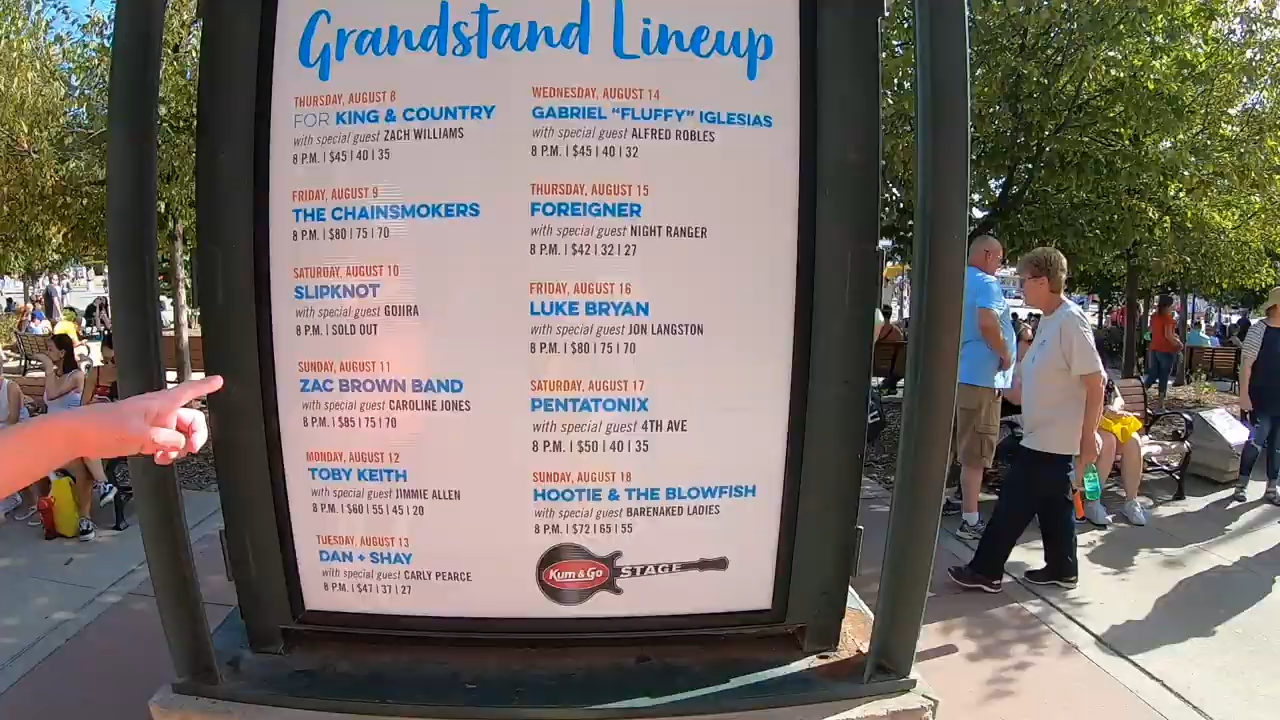 Grandstand Lineup
THURSDAY, AUGUST 8
FOR KING & COUNTRY
with special guest ZACH WILLIAMS
8 P.M. | $45 | 40 | 35
FRIDAY, AUGUST 9
THE CHAINSMOKERS
8 P.M. | $80 | 75 | 70
SATURDAY, AUGUST 10
SLIPKNOT
with special guest GOJIRA
8 P.M. | SOLD OUT
SUNDAY, AUGUST 11
ZAC BROWN BAND
with special guest CAROLINE JONES
8 P.M. | $85 | 75 | 70
MONDAY, AUGUST 12
TOBY KEITH
with special guest JIMMIE ALLEN
8 P.M. | $60 | 55 | 45 | 20
TUESDAY, AUGUST 13
DAN + SHAY
with special guest CARLY PEARCE
8 P.M. | $47 | 37 | 27
WEDNESDAY, AUGUST 14
GABRIEL "FLUFFY" IGLESIAS
with special guest ALFRED ROBLES
8 P.M. | $45 | 40 | 32
THURSDAY, AUGUST 15
FOREIGNER
with special guest NIGHT RANGER
8 P.M. | $42 | 32 | 27
FRIDAY, AUGUST 16
LUKE BRYAN
with special guest JON LANGSTON
8 P.M. | $80 | 75 | 70
SATURDAY, AUGUST 17
PENTATONIX
with special guest 4TH AVE
8 P.M. | $50 | 40 | 35
SUNDAY, AUGUST 18
HOOTIE & THE BLOWFISH
with special guest BARENAKED LADIES
8 P.M. | $72 | 65 | 55
Kum & Go STAGE